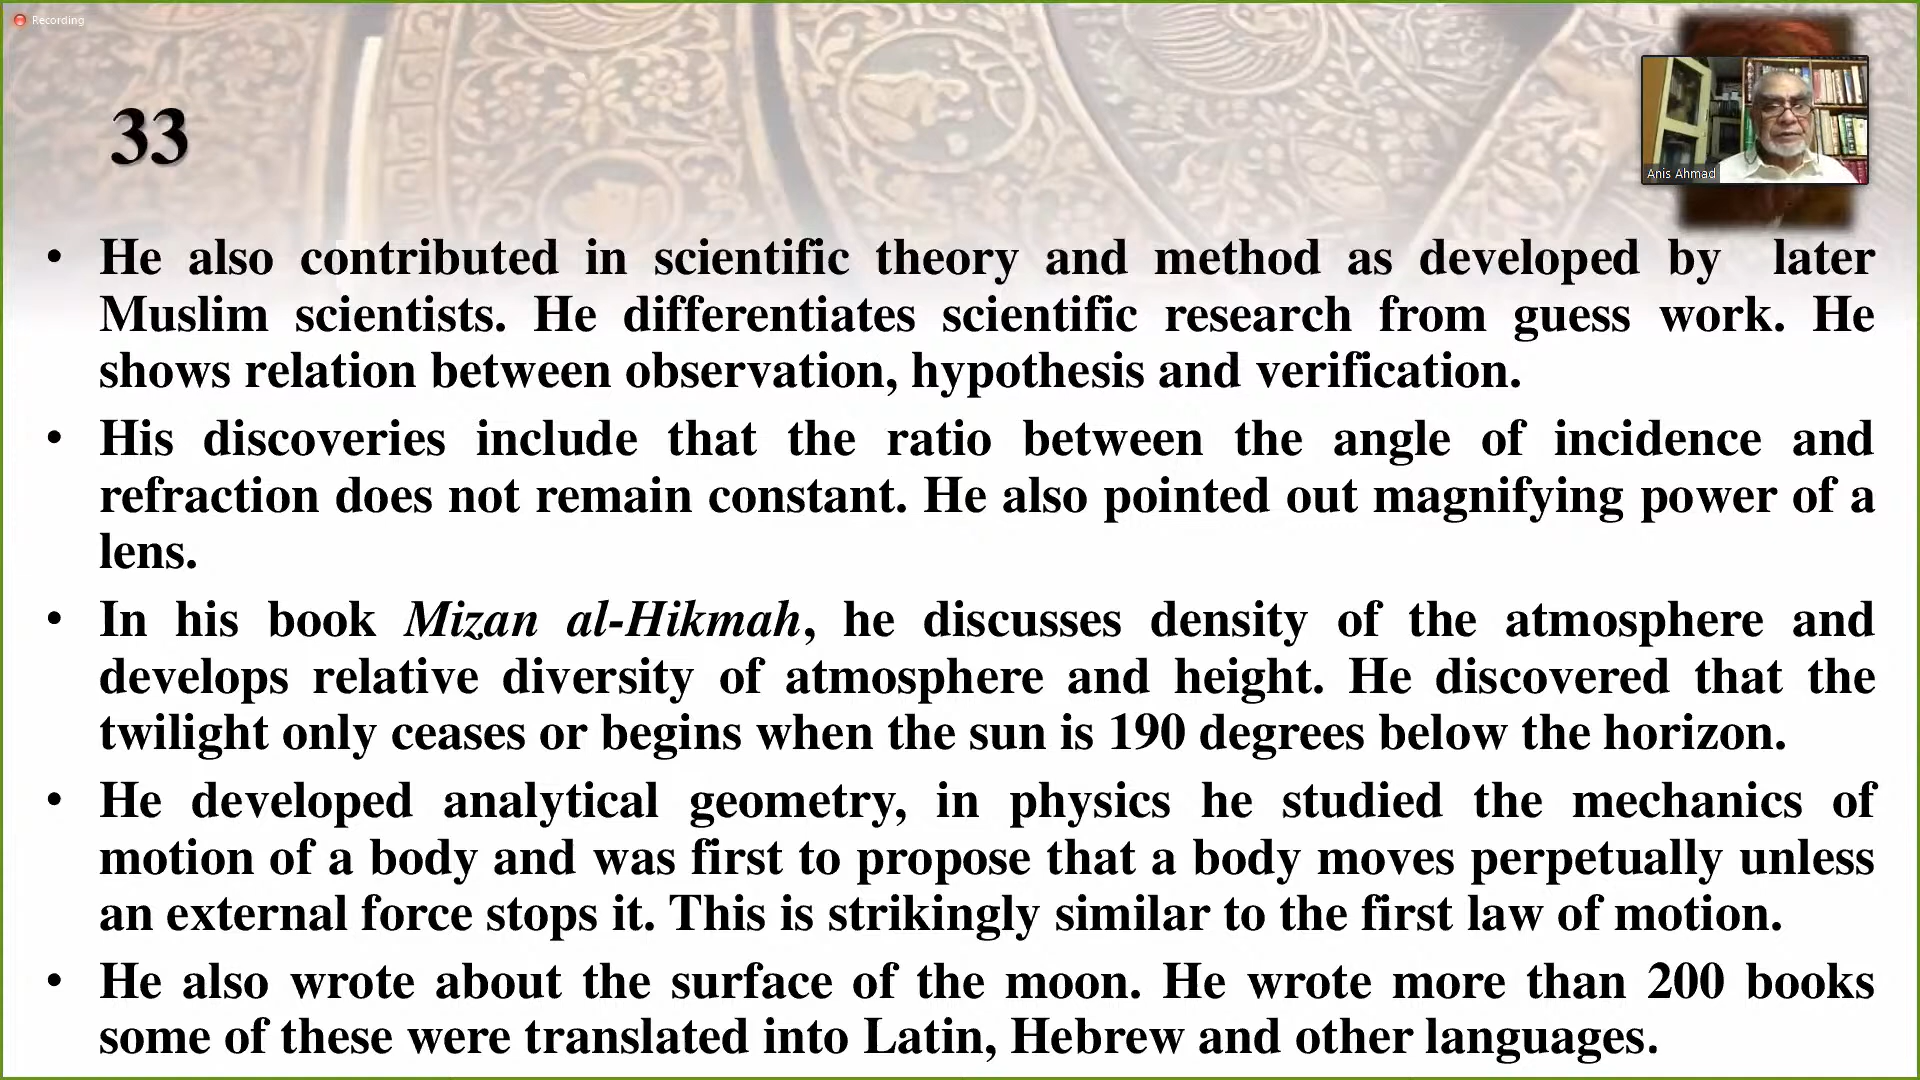 Recording
33
Anis Ahmad
• He also contributed in scientific theory and method as developed by later
Muslim scientists. He differentiates scientific research from guess work. He
shows relation between observation, hypothesis and verification.
• His discoveries include that the ratio between the angle of incidence and
refraction does not remain constant. He also pointed out magnifying power of a
lens.
• In his book Mizan al-Hikmah, he discusses density of the atmosphere and
develops relative diversity of atmosphere and height. He discovered that the
twilight only ceases or begins when the sun is 190 degrees below the horizon.
• He developed analytical geometry, in physics he studied the mechanics of
motion of a body and was first to propose that a body moves perpetually unless
an external force stops it. This is strikingly similar to the first law of motion.
• He also wrote about the surface of the moon. He wrote more than 200 books
some of these were translated into Latin, Hebrew and other languages.